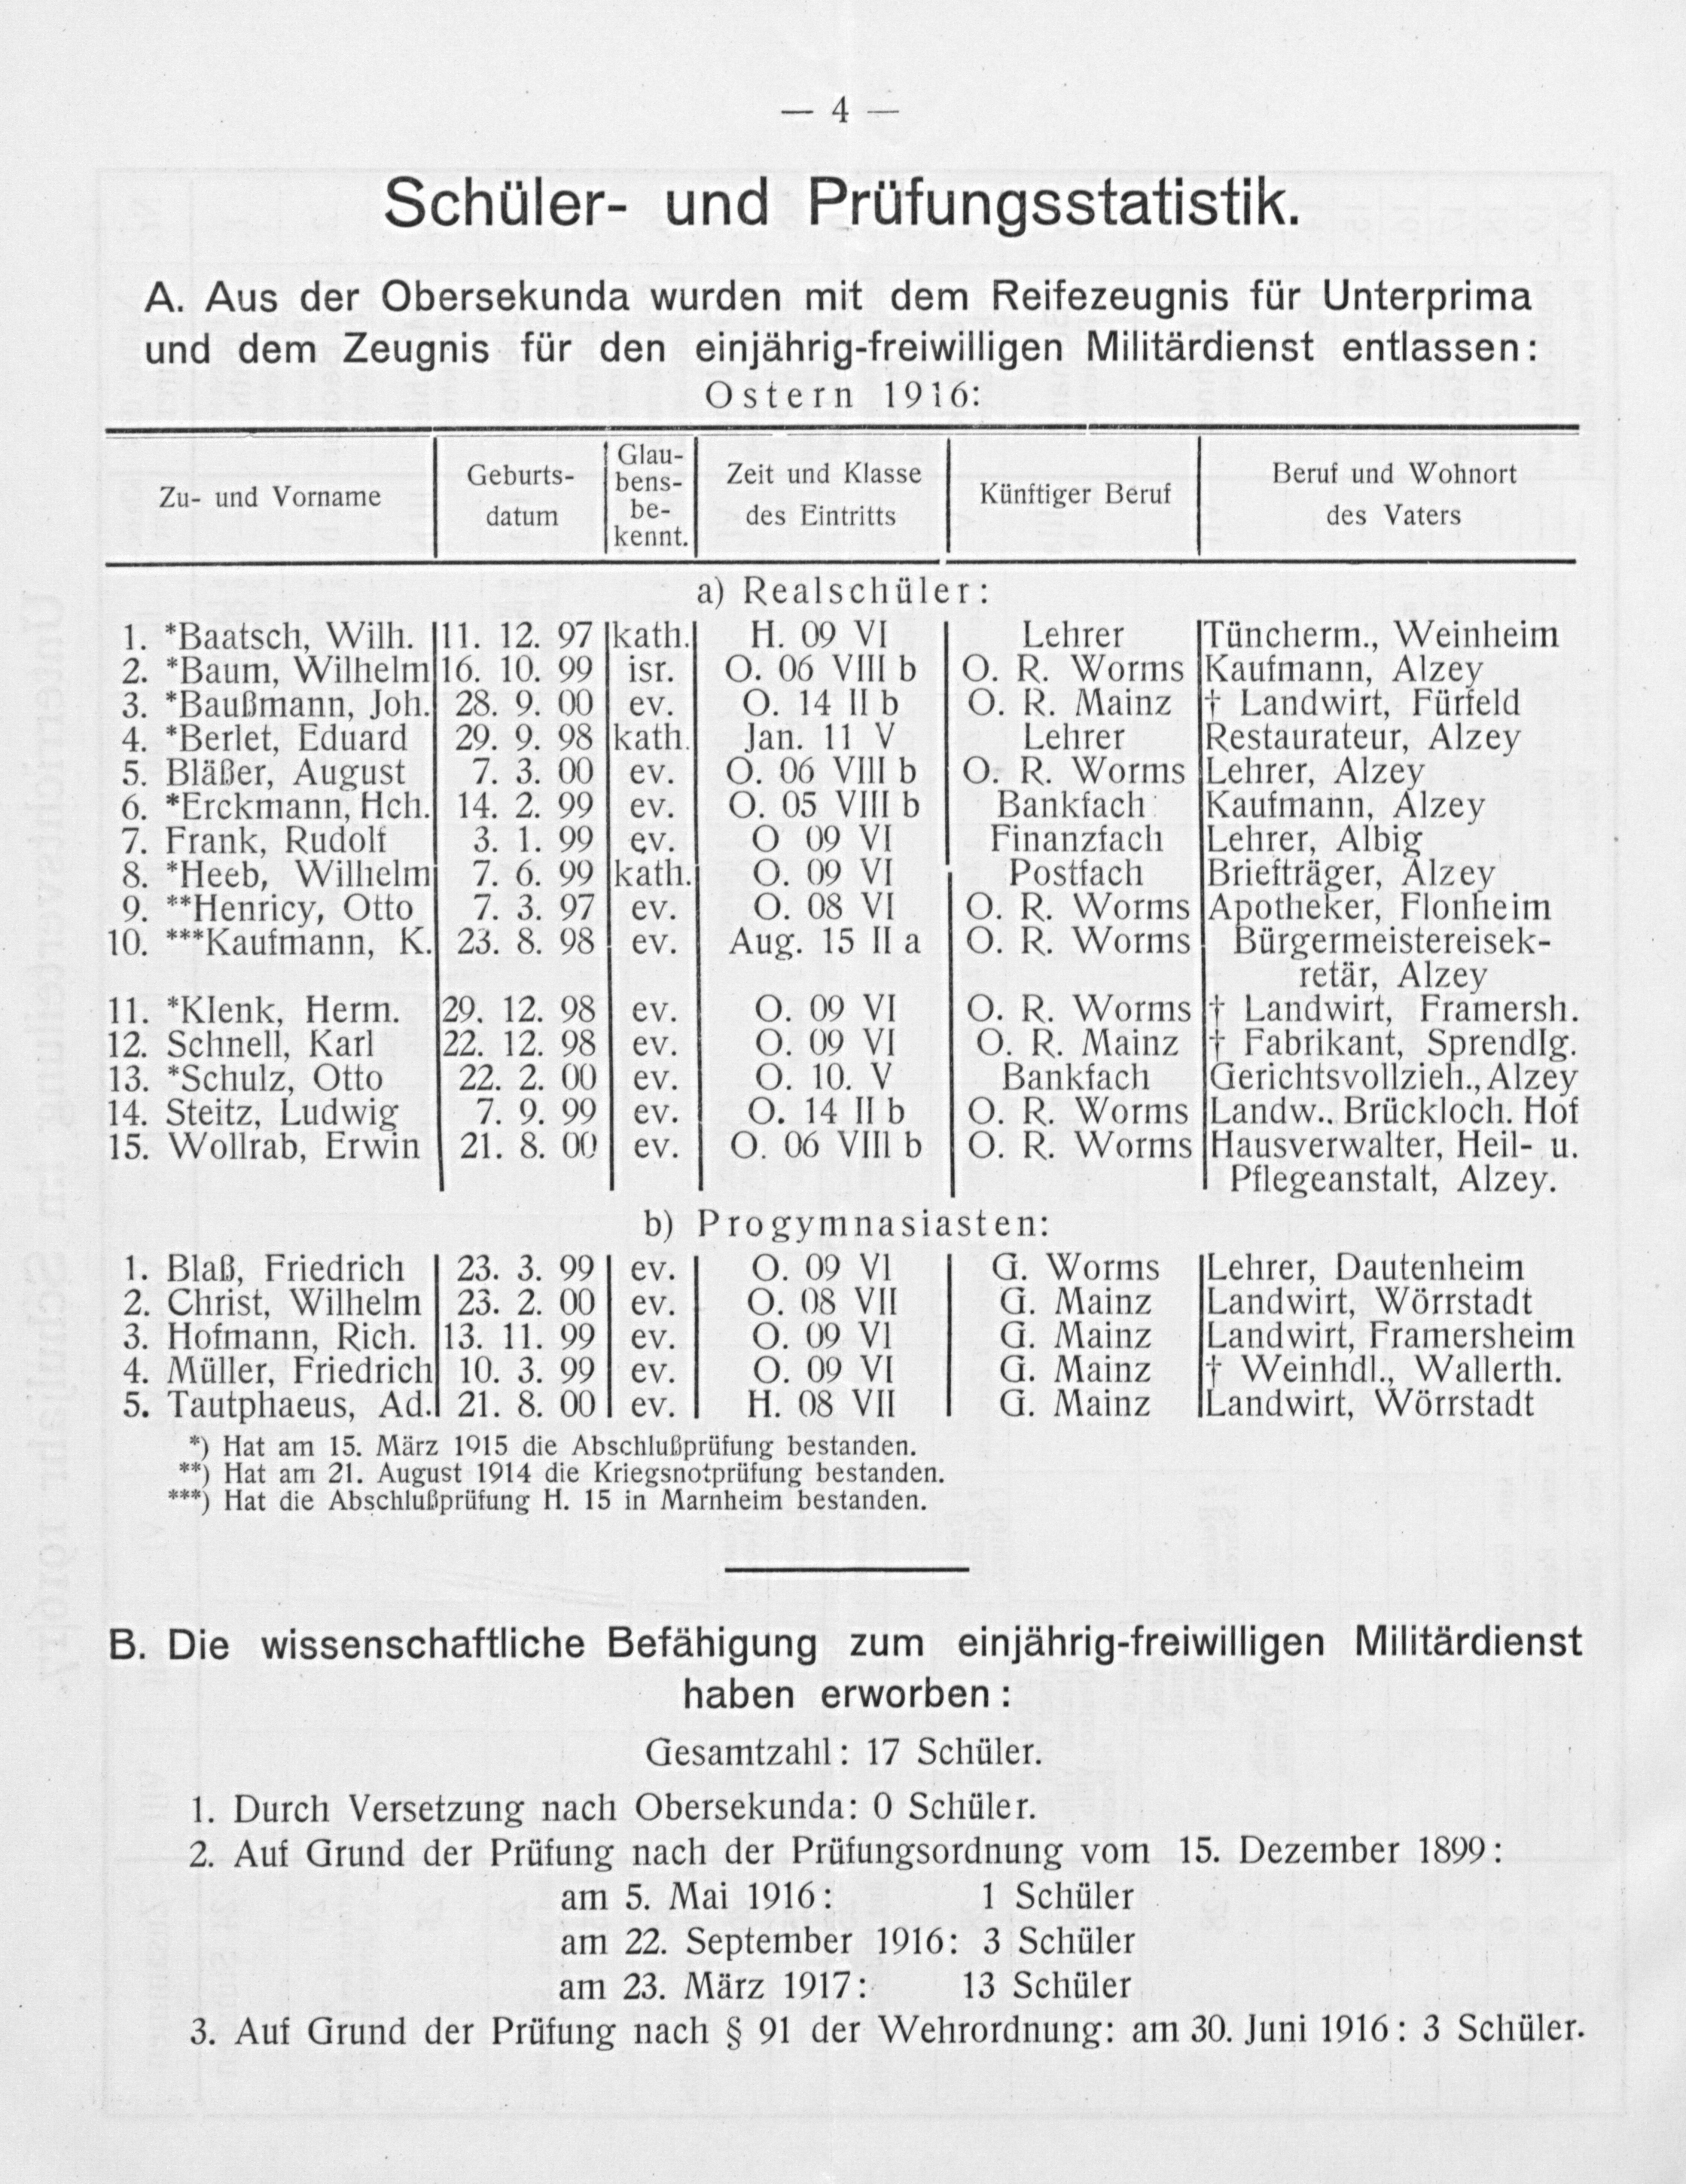 — 4 —
Schüler- und Prüfungsstatistik.
A. Aus der Obersekunda wurden mit dem Reifezeugnis für Unterprima
und dem Zeugnis für den einjährig-freiwilligen Militärdienst entlassen:
Ostern 1916:
Zu- und Vorname | Geburts-datum | Glau-bens-be-kennt. | Zeit und Klasse des Eintritts | Künftiger Beruf | Beruf und Wohnort des Vaters
a) Realschüler:
1. *Baatsch, Wilh. | 11. 12. 97 | kath. | H. 09 VI | Lehrer | Tüncherm., Weinheim
2. *Baum, Wilhelm | 16. 10. 99 | isr. | O. 06 VIII b | O. R. Worms | Kaufmann, Alzey
3. *Baußmann, Joh. | 28. 9. 00 | ev. | O. 14 II b | O. R. Mainz | † Landwirt, Fürfeld
4. *Berlet, Eduard | 29. 9. 98 | kath. | Jan. 11 V | Lehrer | Restaurateur, Alzey
5. Bläßer, August | 7. 3. 00 | ev. | O. 06 VIII b | O. R. Worms | Lehrer, Alzey
6. *Erckmann, Hch. | 14. 2. 99 | ev. | O. 05 VIII b | Bankfach | Kaufmann, Alzey
7. Frank, Rudolf | 3. 1. 99 | ev. | O 09 VI | Finanzfach | Lehrer, Albig
8. *Heeb, Wilhelm | 7. 6. 99 | kath. | O. 09 VI | Postfach | Briefträger, Alzey
9. **Henricy, Otto | 7. 3. 97 | ev. | O. 08 VI | O. R. Worms | Apotheker, Flonheim
10. ***Kaufmann, K. | 23. 8. 98 | ev. | Aug. 15 II a | O. R. Worms | Bürgermeistereisek-
retär, Alzey
11. *Klenk, Herm. | 29. 12. 98 | ev. | O. 09 VI | O. R. Worms | † Landwirt, Framersh.
12. Schnell, Karl | 22. 12. 98 | ev. | O. 09 VI | O. R. Mainz | † Fabrikant, Sprendlg.
13. *Schulz, Otto | 22. 2. 00 | ev. | O. 10. V | Bankfach | Gerichtsvollzieh., Alzey
14. Steitz, Ludwig | 7. 9. 99 | ev. | O. 14 II b | O. R. Worms | Landw., Brückloch. Hof
15. Wollrab, Erwin | 21. 8. 00 | ev. | O. 06 VIII b | O. R. Worms | Hausverwalter, Heil- u.
Pflegeanstalt, Alzey.
b) Progymnasiasten:
1. Blaß, Friedrich | 23. 3. 99 | ev. | O. 09 VI | G. Worms | Lehrer, Dautenheim
2. Christ, Wilhelm | 23. 2. 00 | ev. | O. 08 VII | G. Mainz | Landwirt, Wörrstadt
3. Hofmann, Rich. | 13. 11. 99 | ev. | O. 09 VI | G. Mainz | Landwirt, Framersheim
4. Müller, Friedrich | 10. 3. 99 | ev. | O. 09 VI | G. Mainz | † Weinhdl., Wallerth.
5. Tautphaeus, Ad. | 21. 8. 00 | ev. | H. 08 VII | G. Mainz | Landwirt, Wörrstadt
*) Hat am 15. März 1915 die Abschlußprüfung bestanden.
**) Hat am 21. August 1914 die Kriegsnotprüfung bestanden.
***) Hat die Abschlußprüfung H. 15 in Marnheim bestanden.
B. Die wissenschaftliche Befähigung zum einjährig-freiwilligen Militärdienst
haben erworben:
Gesamtzahl: 17 Schüler.
1. Durch Versetzung nach Obersekunda: 0 Schüler.
2. Auf Grund der Prüfung nach der Prüfungsordnung vom 15. Dezember 1899:
am 5. Mai 1916: 1 Schüler
am 22. September 1916: 3 Schüler
am 23. März 1917: 13 Schüler
3. Auf Grund der Prüfung nach § 91 der Wehrordnung: am 30. Juni 1916: 3 Schüler.